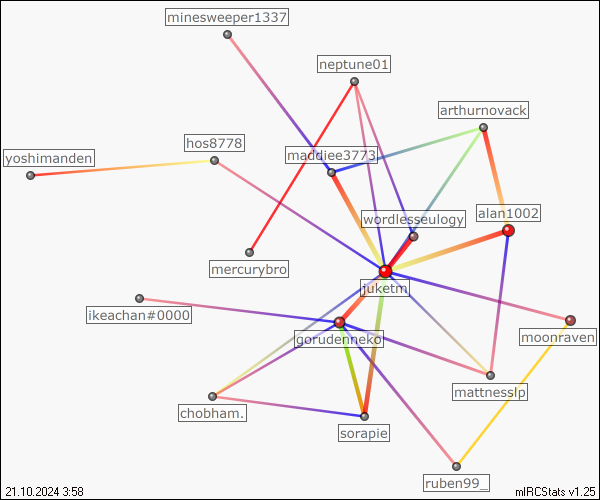 minesweeper1337
neptune01
arthurnovack
hos8778
yoshimanden
maddiee3773
wordlesseulogy
alan1002
mercurybro
juketm
ikeachan#0000
gorudenneko
moonraven
mattnesslp
chobham.
sorapie
ruben99_
21.10.2024 3:58
mIRCStats v1.25